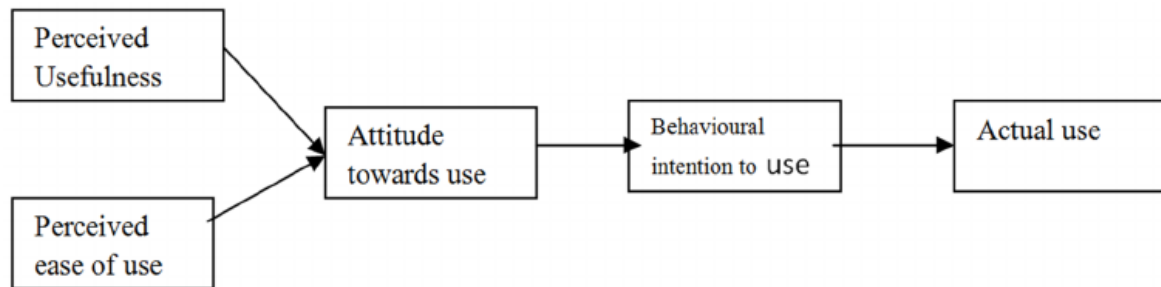 Perceived
Usefulness
Perceived
ease of use
Attitude
towards use
Behavioural
intention to use
Actual use